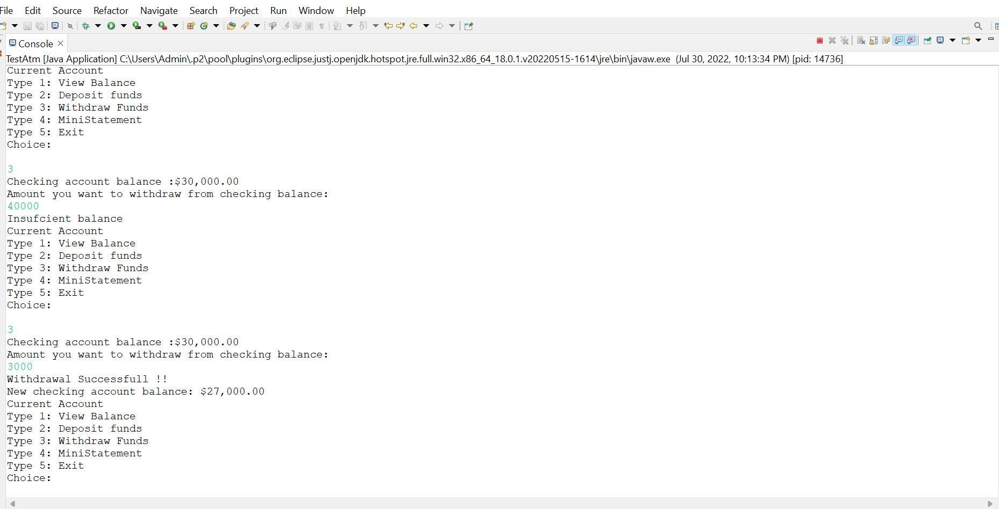 File Edit Source Refactor Navigate Search Project Run Window Help
Console
TestAtm [Java Application] C:\Users\Admin\.p2\pool\plugins\org.eclipse.justj.openjdk.hotspot.jre.full.win32.x86_64_18.0.1.v20220515-1614\jre\bin\javaw.exe (Jul 30, 2022, 10:13:34 PM) [pid: 14736]
Current Account
Type 1: View Balance
Type 2: Deposit funds
Type 3: Withdraw Funds
Type 4: MiniStatement
Type 5: Exit
Choice:
3
Checking account balance :$30,000.00
Amount you want to withdraw from checking balance:
40000
Insufcient balance
Current Account
Type 1: View Balance
Type 2: Deposit funds
Type 3: Withdraw Funds
Type 4: MiniStatement
Type 5: Exit
Choice:
3
Checking account balance :$30,000.00
Amount you want to withdraw from checking balance:
3000
Withdrawal Successfull !!
New checking account balance: $27,000.00
Current Account
Type 1: View Balance
Type 2: Deposit funds
Type 3: Withdraw Funds
Type 4: MiniStatement
Type 5: Exit
Choice: